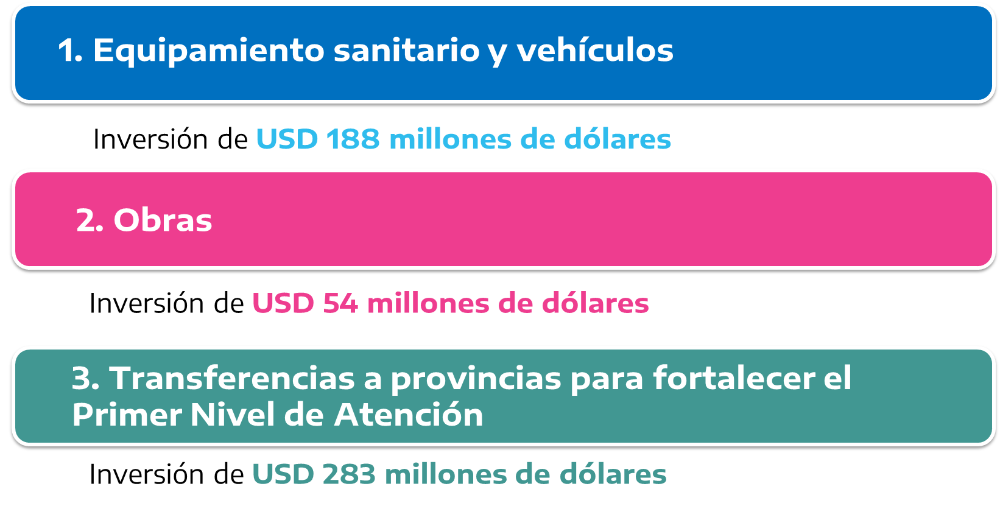 1. Equipamiento sanitario y vehículos
Inversión de USD 188 millones de dólares
2. Obras
Inversión de USD 54 millones de dólares
3. Transferencias a provincias para fortalecer el
Primer Nivel de Atención
Inversión de USD 283 millones de dólares